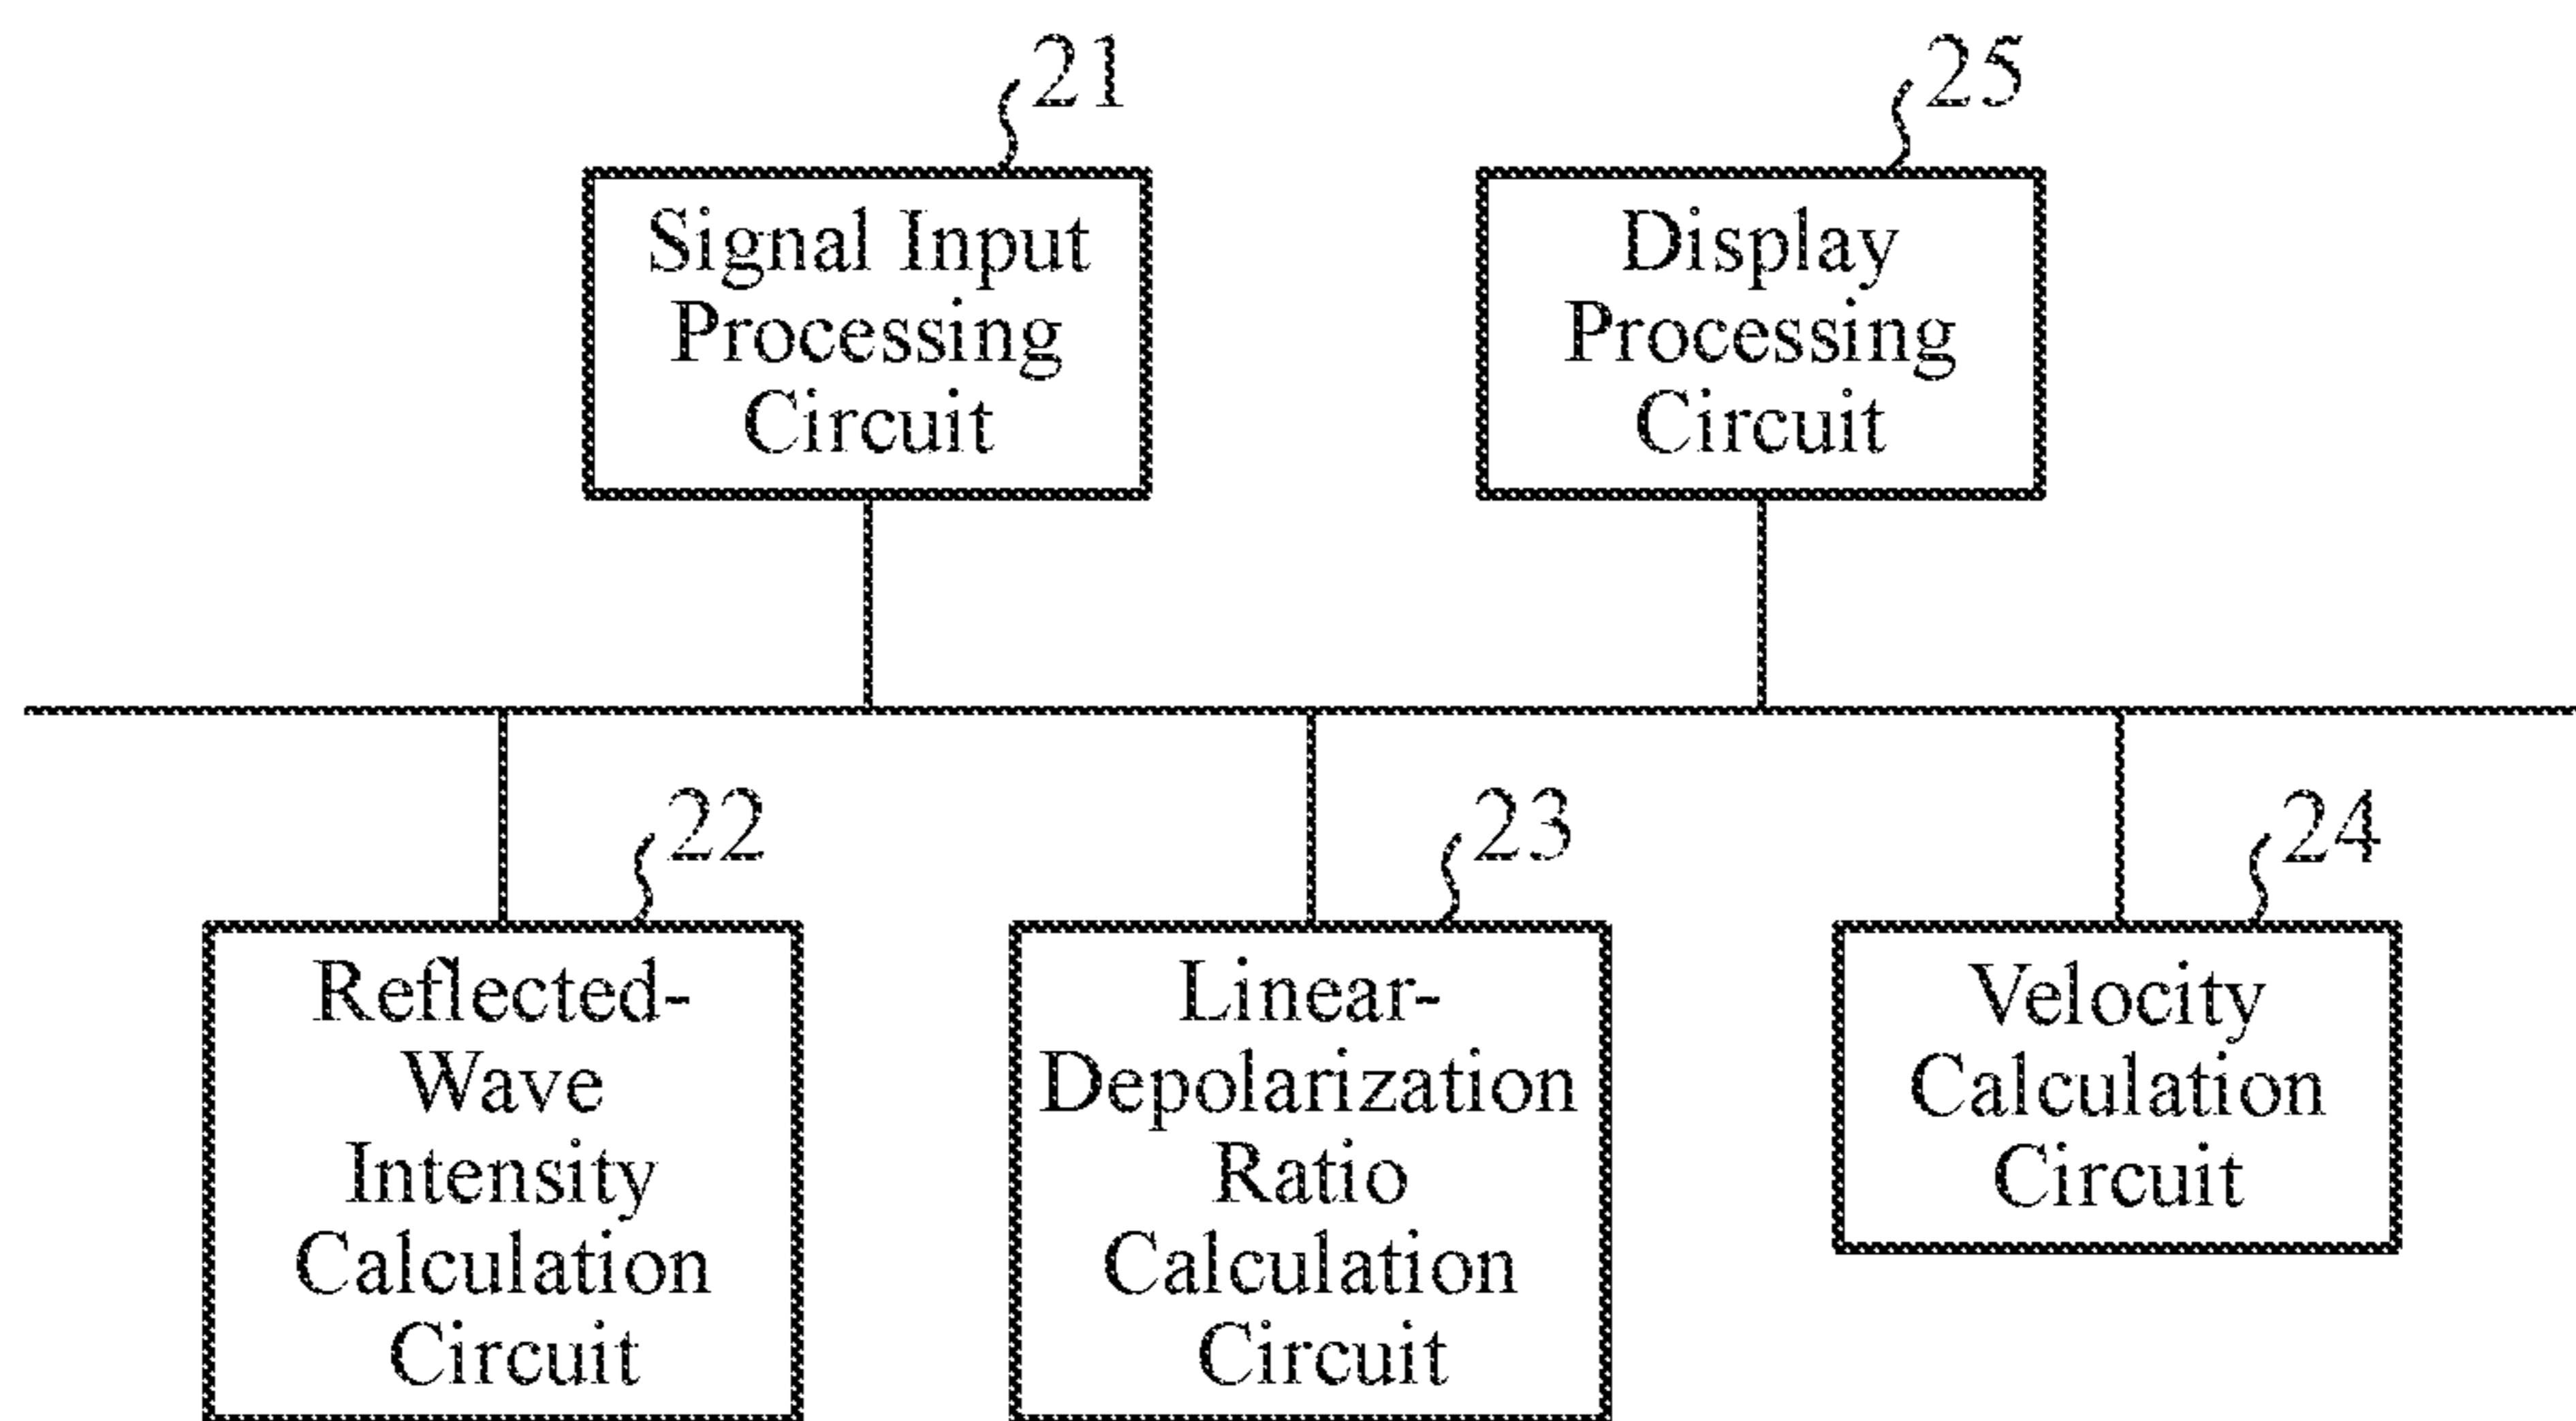 21
Signal Input
Processing
Circuit
25
Display
Processing
Circuit
22
Reflected-
Wave
Intensity
Calculation
Circuit
23
Linear-
Depolarization
Ratio
Calculation
Circuit
24
Velocity
Calculation
Circuit